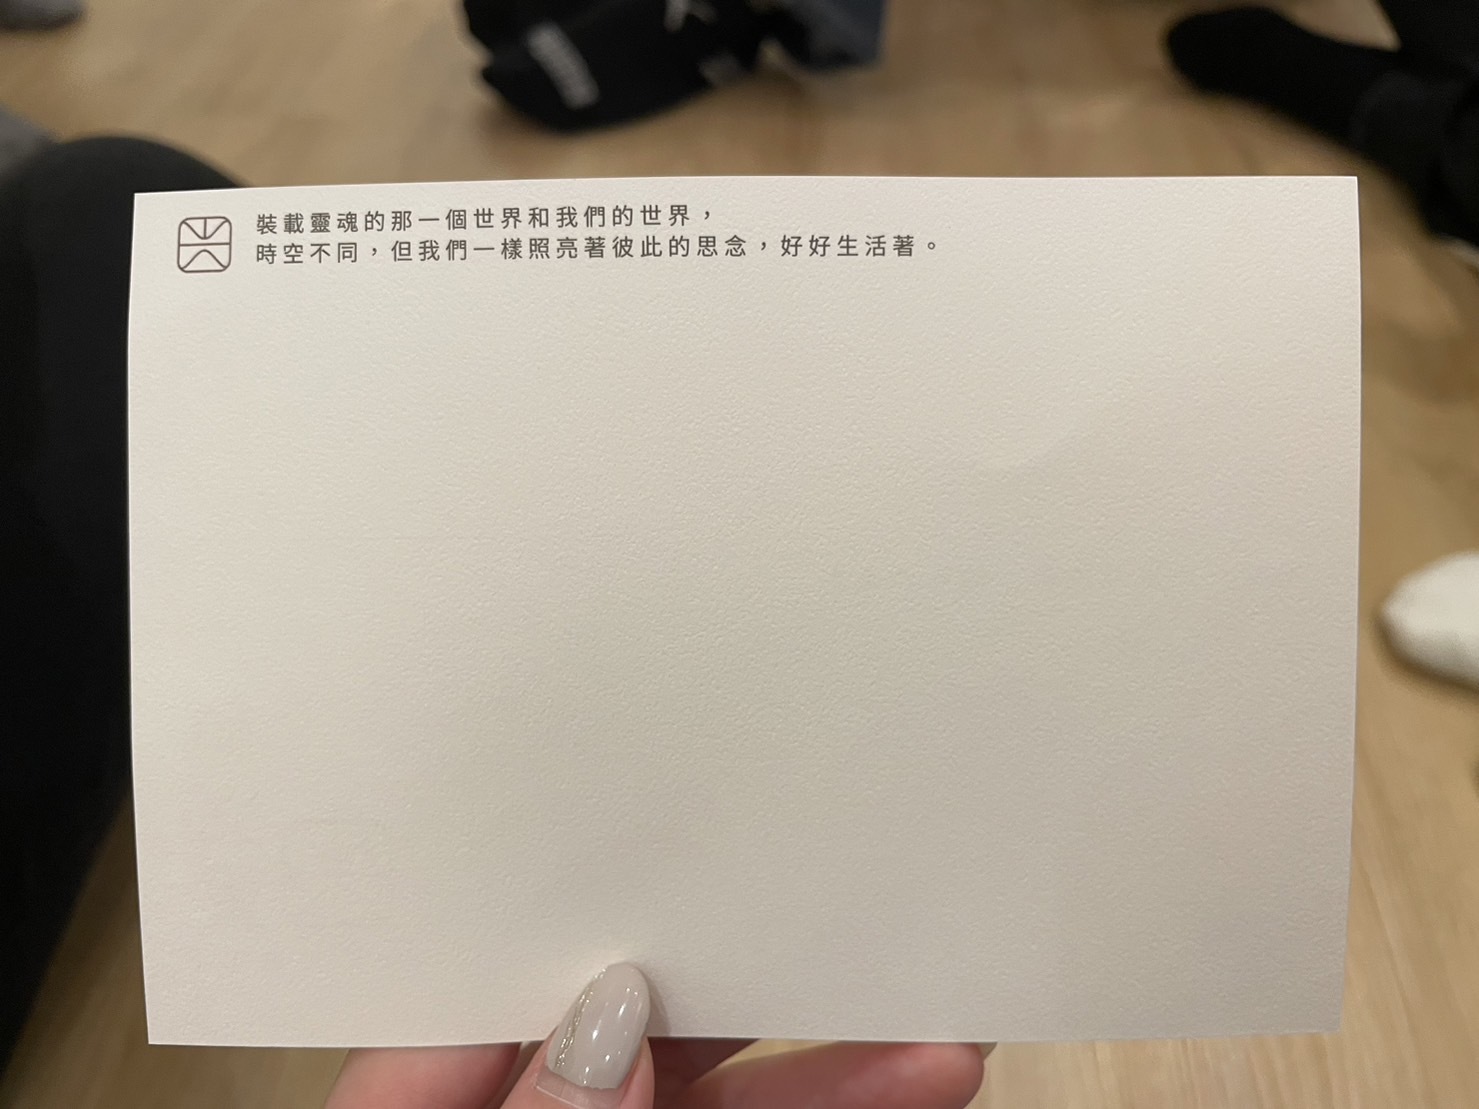 裝載靈魂的那一個世界和我們的世界，
時空不同，但我們一樣照亮著彼此的思念，好好生活著。